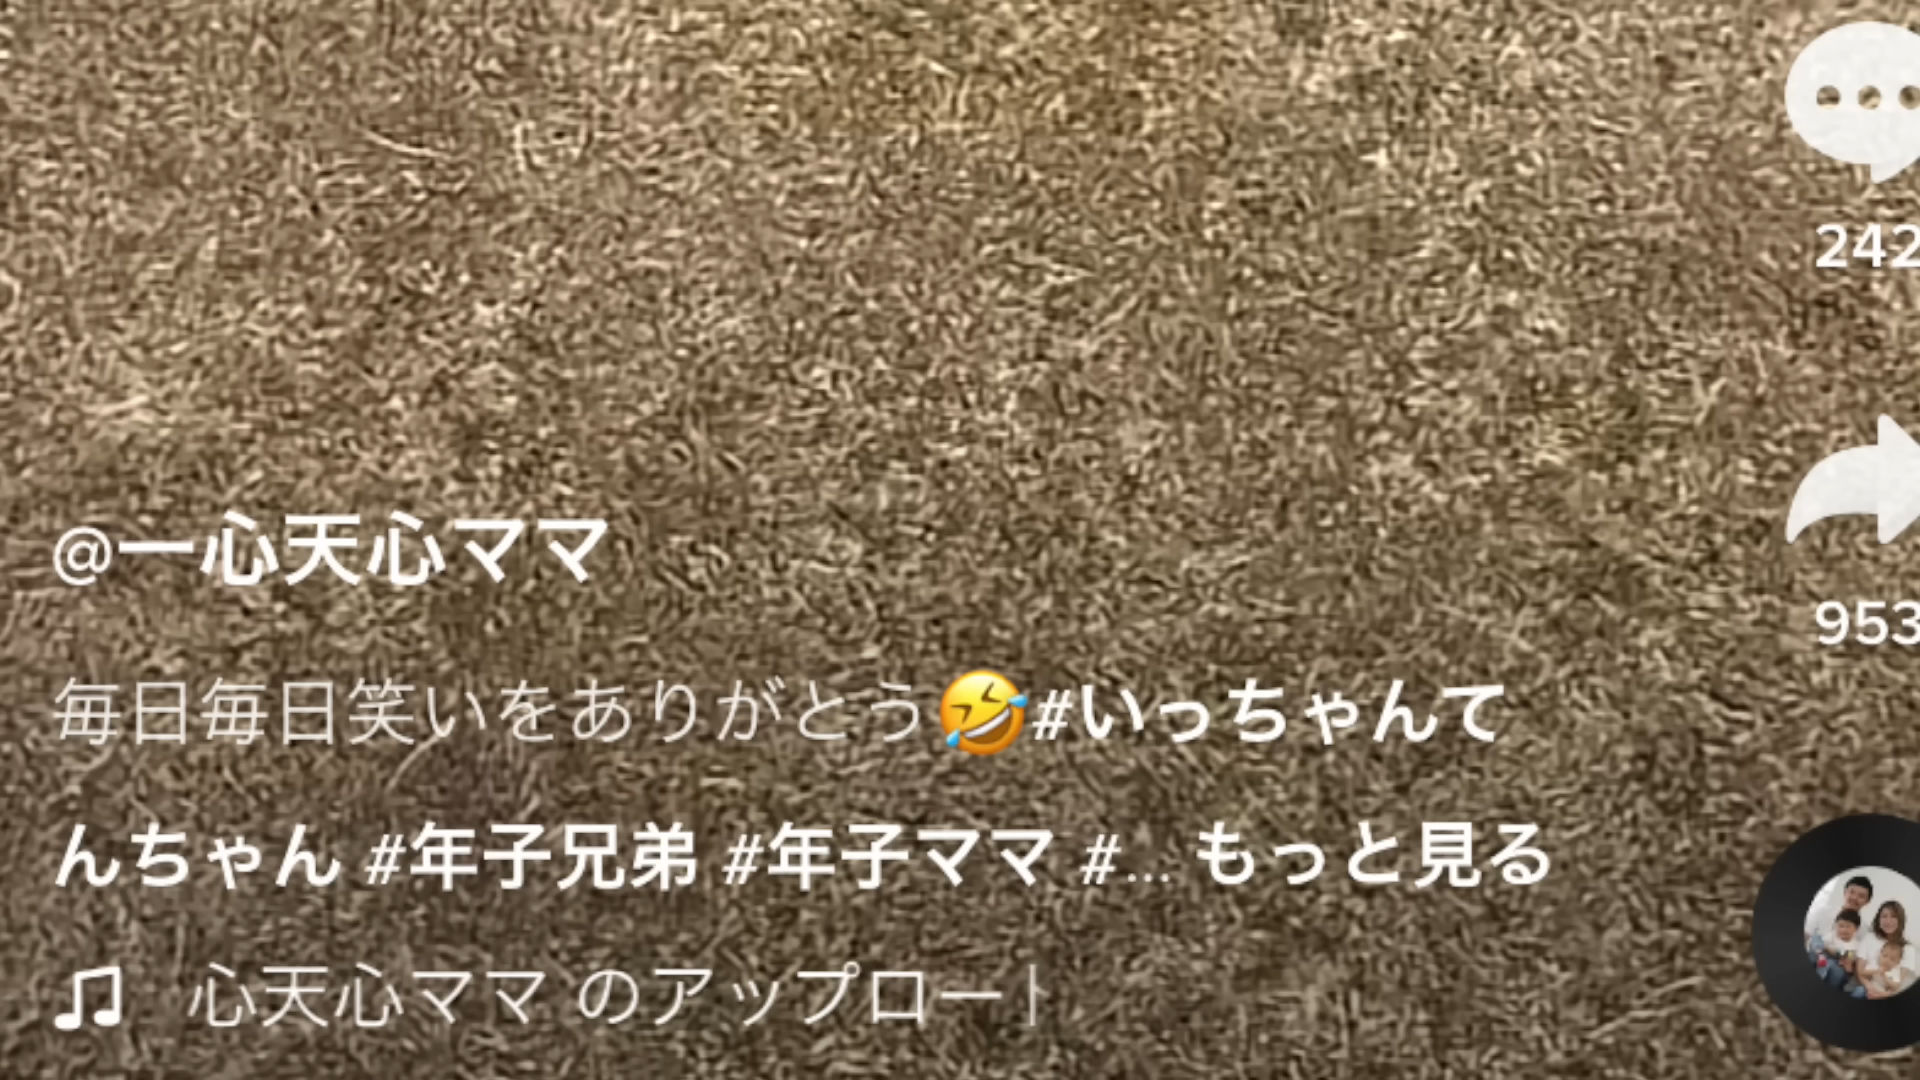 242
953
@一心天心ママ
毎日毎日笑いをありがとう🤣#いっちゃんて
んちゃん #年子兄弟 #年子ママ #... もっと見る
心天心ママ のアップロー